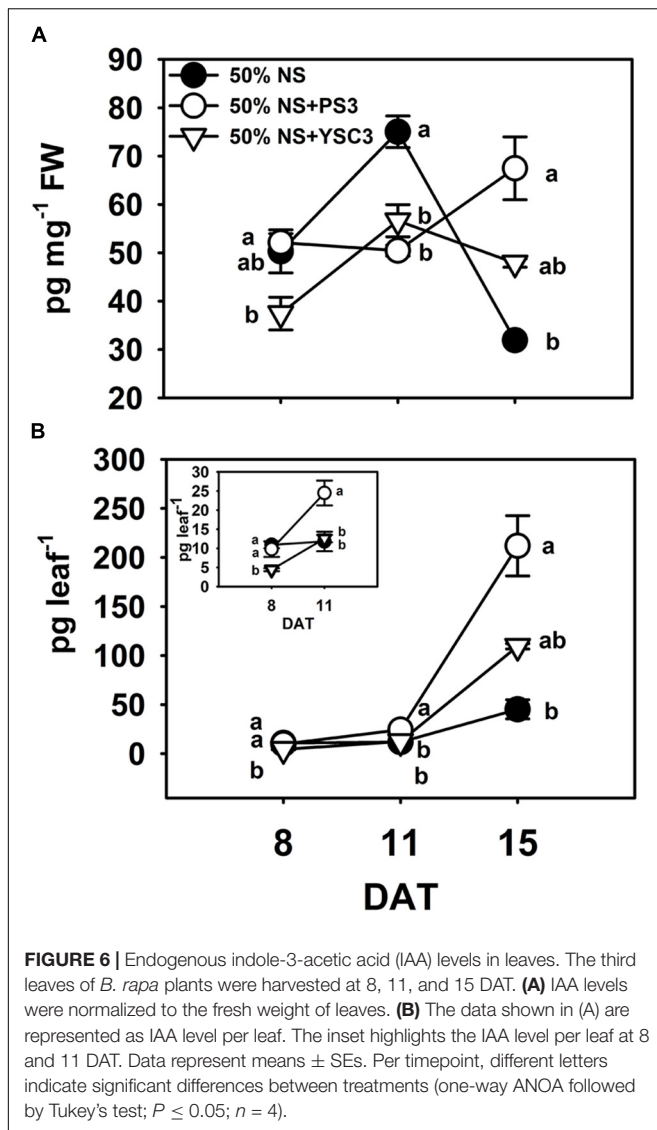 A
90
80
70
60
50
40
30
20
pg mg⁻¹ FW
50% NS
50% NS+PS3
50% NS+YSC3
a
ab
b
a
b
b
a
ab
b
B
300
250
200
150
100
50
0
pg leaf⁻¹
30
25
20
15
10
5
0
pg leaf⁻¹
a
a
b
a
b
b
8 11
DAT
a
a
b
a
b
b
a
ab
b
8 11 15
DAT
FIGURE 6 | Endogenous indole-3-acetic acid (IAA) levels in leaves. The third
leaves of B. rapa plants were harvested at 8, 11, and 15 DAT. (A) IAA levels
were normalized to the fresh weight of leaves. (B) The data shown in (A) are
represented as IAA level per leaf. The inset highlights the IAA level per leaf at 8
and 11 DAT. Data represent means ± SEs. Per timepoint, different letters
indicate significant differences between treatments (one-way ANOA followed
by Tukey's test; P ≤ 0.05; n = 4).